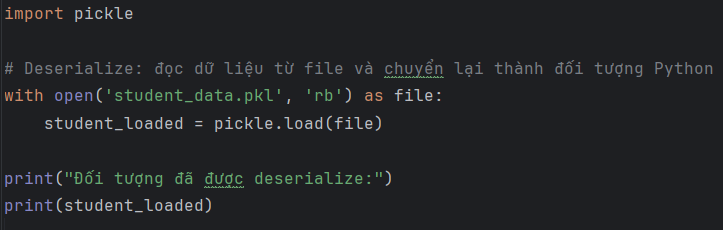 import pickle
# Deserialize: đọc dữ liệu từ file và chuyển lại thành đối tượng Python
with open('student_data.pkl', 'rb') as file:
    student_loaded = pickle.load(file)
print("Đối tượng đã được deserialize:")
print(student_loaded)